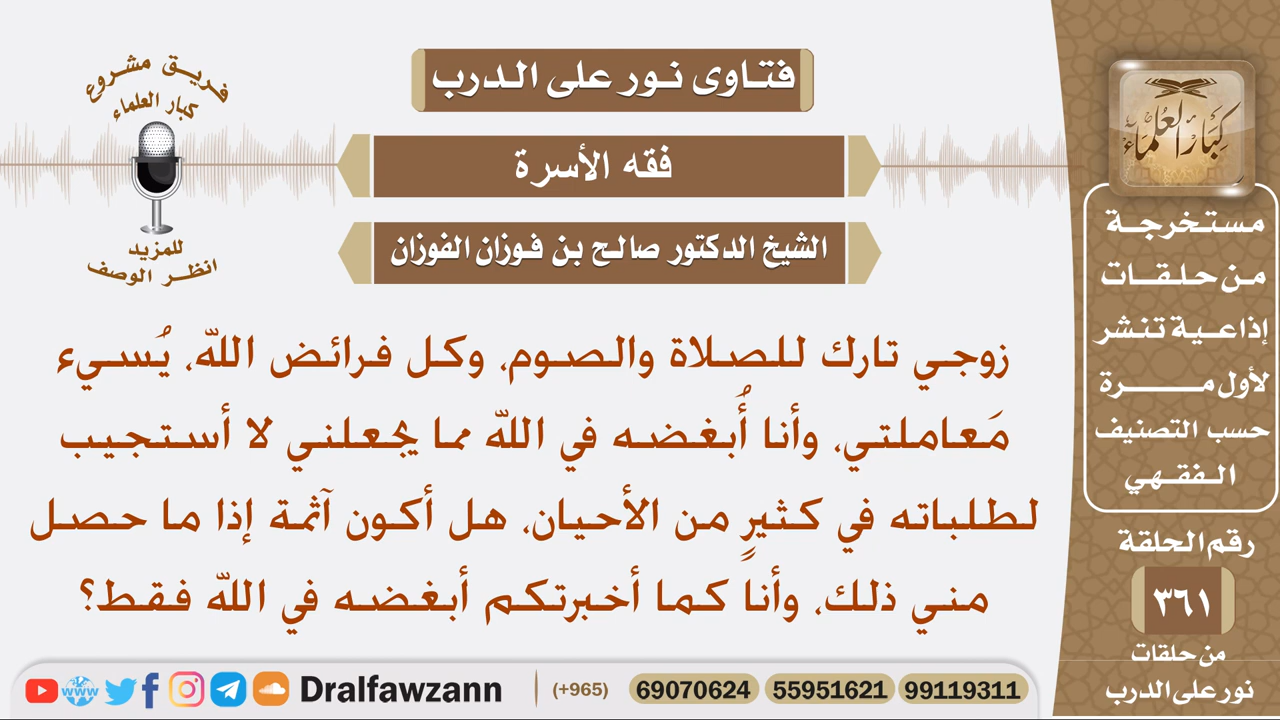 فتاوى نور على الدرب
فقه الأسرة
الشيخ الدكتور صالح بن فوزان الفوزان
زوجي تارك للصلاة والصوم، وكل فرائض الله، يُسيء
مَعاملتي، وأنا أُبغضه في الله مما يجعلني لا أستجيب
لطلباته في كثيرٍ من الأحيان، هل أكون آثمة إذا ما حصل
مني ذلك، وأنا كما أخبرتكم أبغضه في الله فقط؟
كبار العلماء
مستخرجة
من حلقات
إذاعية تنشر
لأول مرة
حسب التصنيف
الفقهي
رقم الحلقة
٣٦١
من حلقات
نور على الدرب
فريق مشروع
كبار العلماء
للمزيد
انظر الوصف
www
Dralfawzann
(+965)
69070624
55951621
99119311